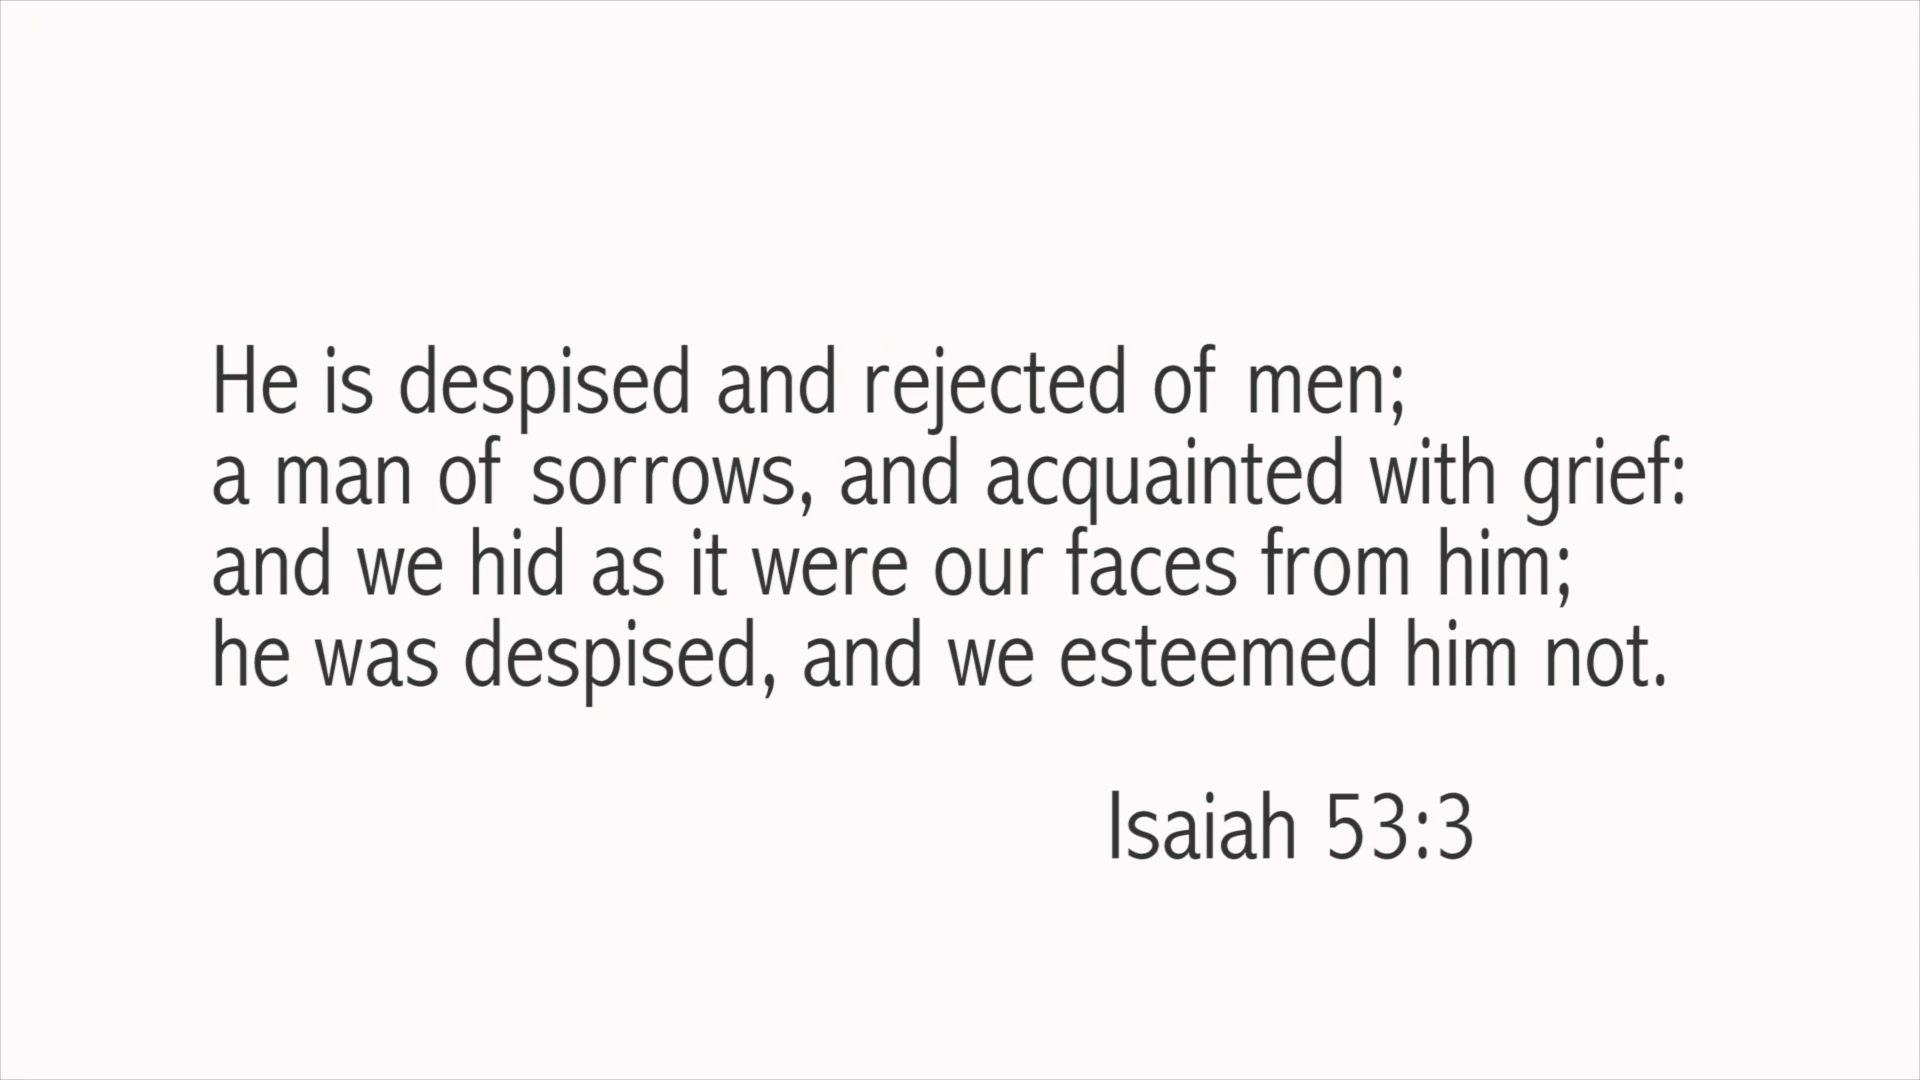 He is despised and rejected of men;
a man of sorrows, and acquainted with grief:
and we hid as it were our faces from him;
he was despised, and we esteemed him not.
Isaiah 53:3